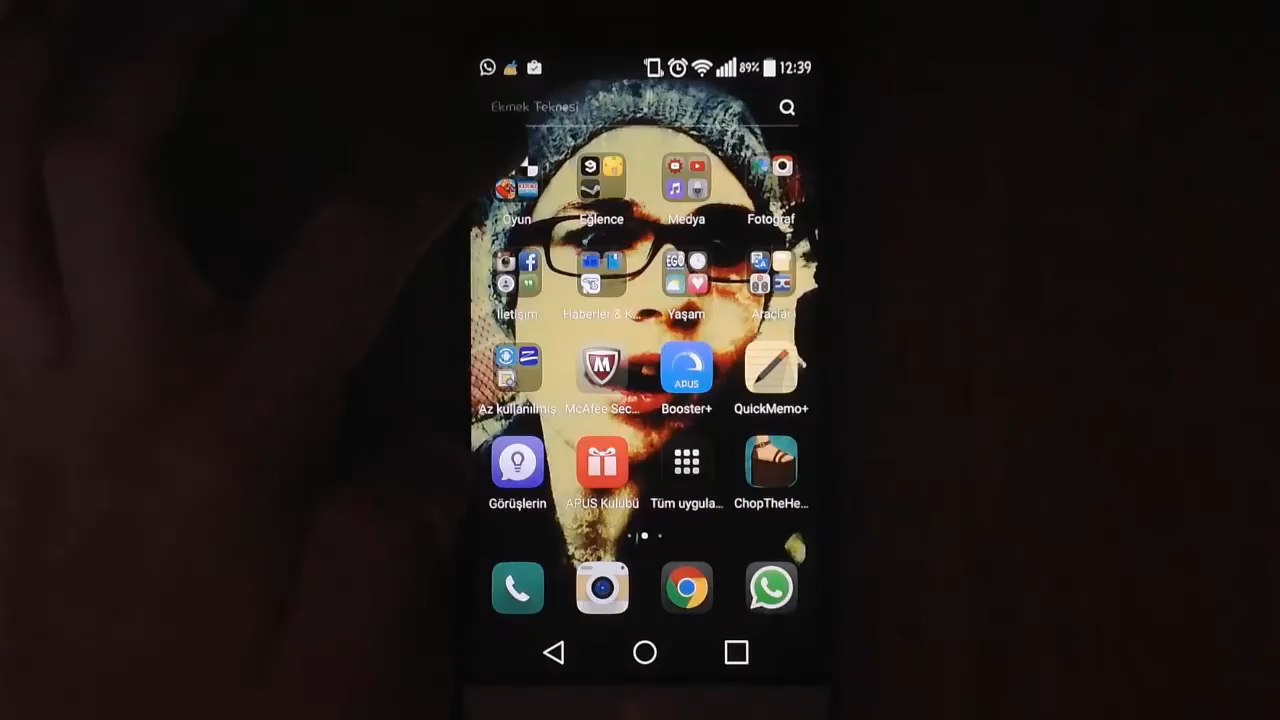 89% 12:39
Ekmek Teknesi
Oyun Eğlence Medya Fotoğraf
EGO
İletişim Haberler & K... Yaşam Araçlar
APUS
Az kullanılmış McAfee Sec... Booster+ QuickMemo+
Görüşlerin APUS Kulübü Tüm uygula... ChopTheHe...